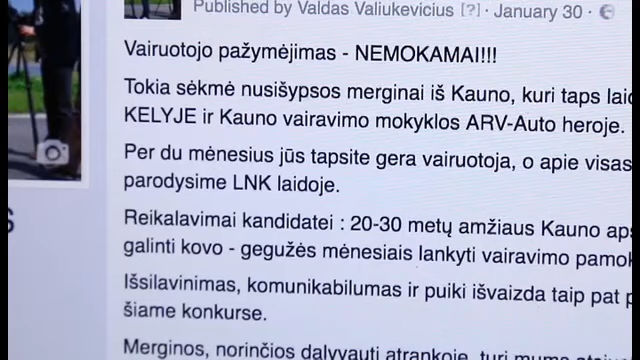 Published by Valdas Valiukevicius [?] · January 30 ·
Vairuotojo pažymėjimas - NEMOKAMAI!!!
Tokia sėkmė nusišypsos merginai iš Kauno, kuri taps
KELYJE ir Kauno vairavimo mokyklos ARV-Auto heroje.
Per du mėnesius jūs tapsite gera vairuotoja, o apie visas
parodysime LNK laidoje.
Reikalavimai kandidatei : 20-30 metų amžiaus Kauno
galinti kovo - gegužės mėnesiais lankyti vairavimo
Išsilavinimas, komunikabilumas ir puiki išvaizda taip pat
šiame konkurse.
Merginos, norinčios dalyvauti atrankoje, turi mums